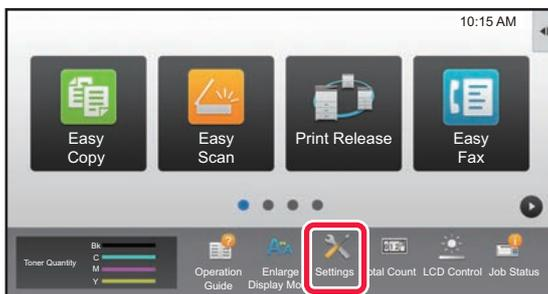 10:15 AM
Easy
Copy
Easy
Scan
Print Release
Easy
Fax
Toner Quantity
Bk
C
M
Y
Operation
Guide
Enlarge
Display Mo
Settings
otal Count
LCD Control
Job Status